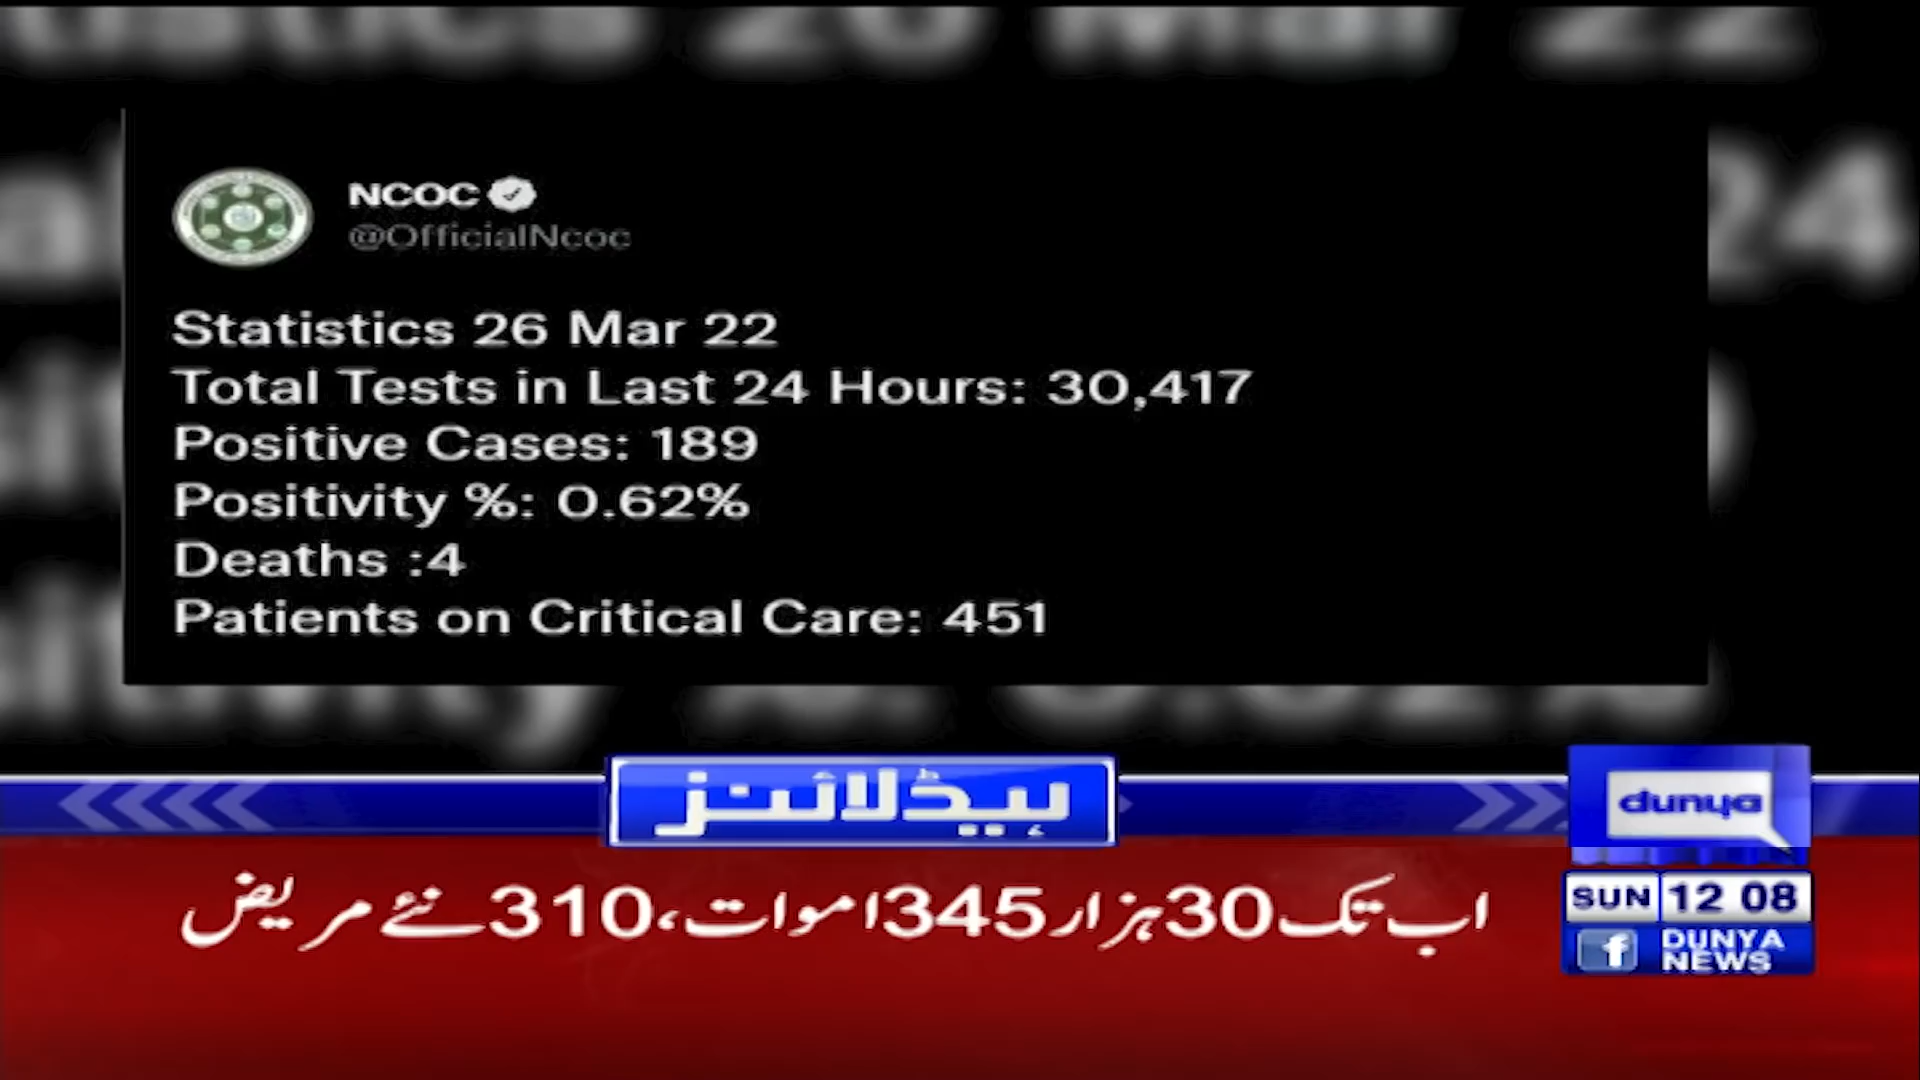 NCOC
@OfficialNcoc
Statistics 26 Mar 22
Total Tests in Last 24 Hours: 30,417
Positive Cases: 189
Positivity %: 0.62%
Deaths :4
Patients on Critical Care: 451
ہیڈلائنز
dunya
اب تک 30 ہزار 345 اموات، 310 نئے مریض
SUN 12 08
f DUNYA
NEWS